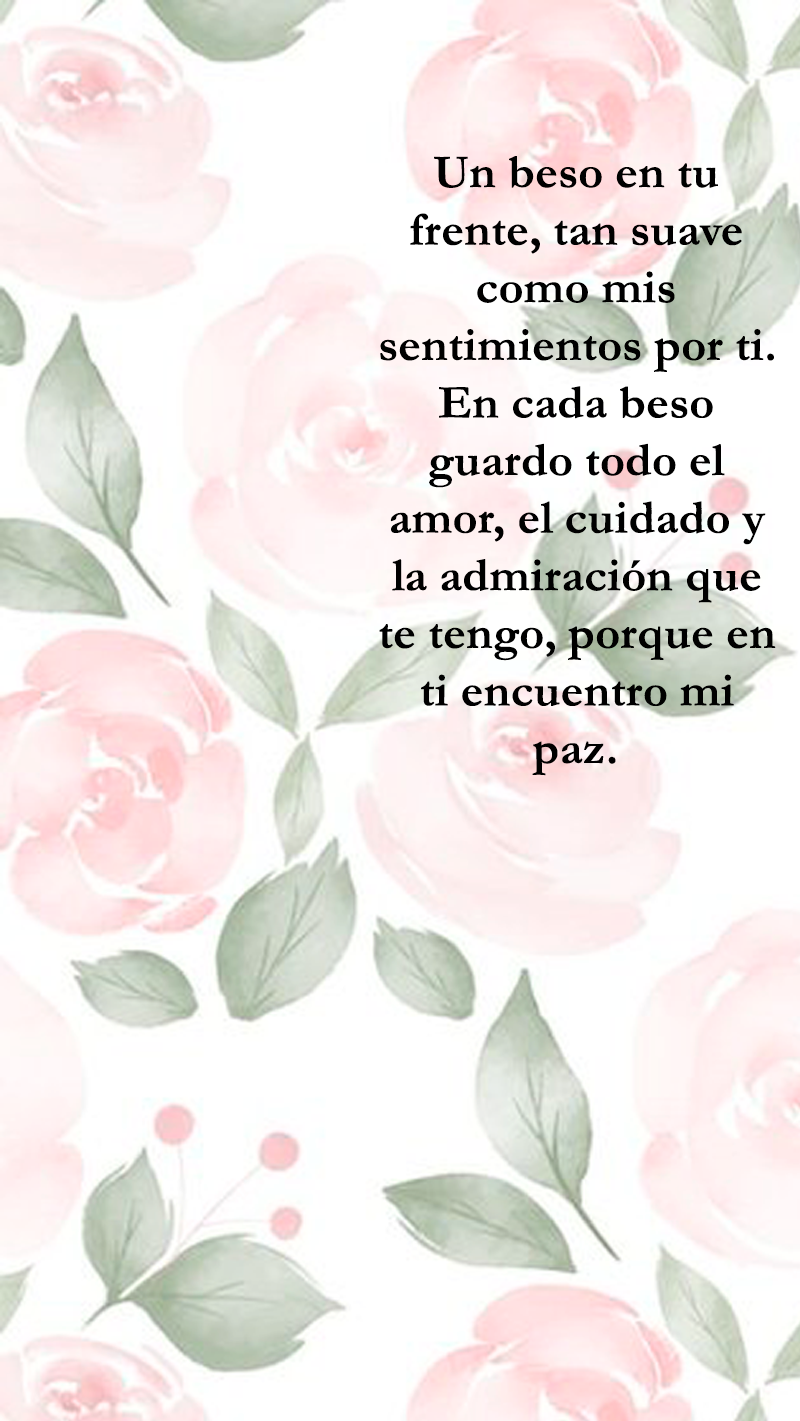 Un beso en tu
frente, tan suave
como mis
sentimientos por ti.
En cada beso
guardo todo el
amor, el cuidado y
la admiración que
te tengo, porque en
ti encuentro mi
paz.